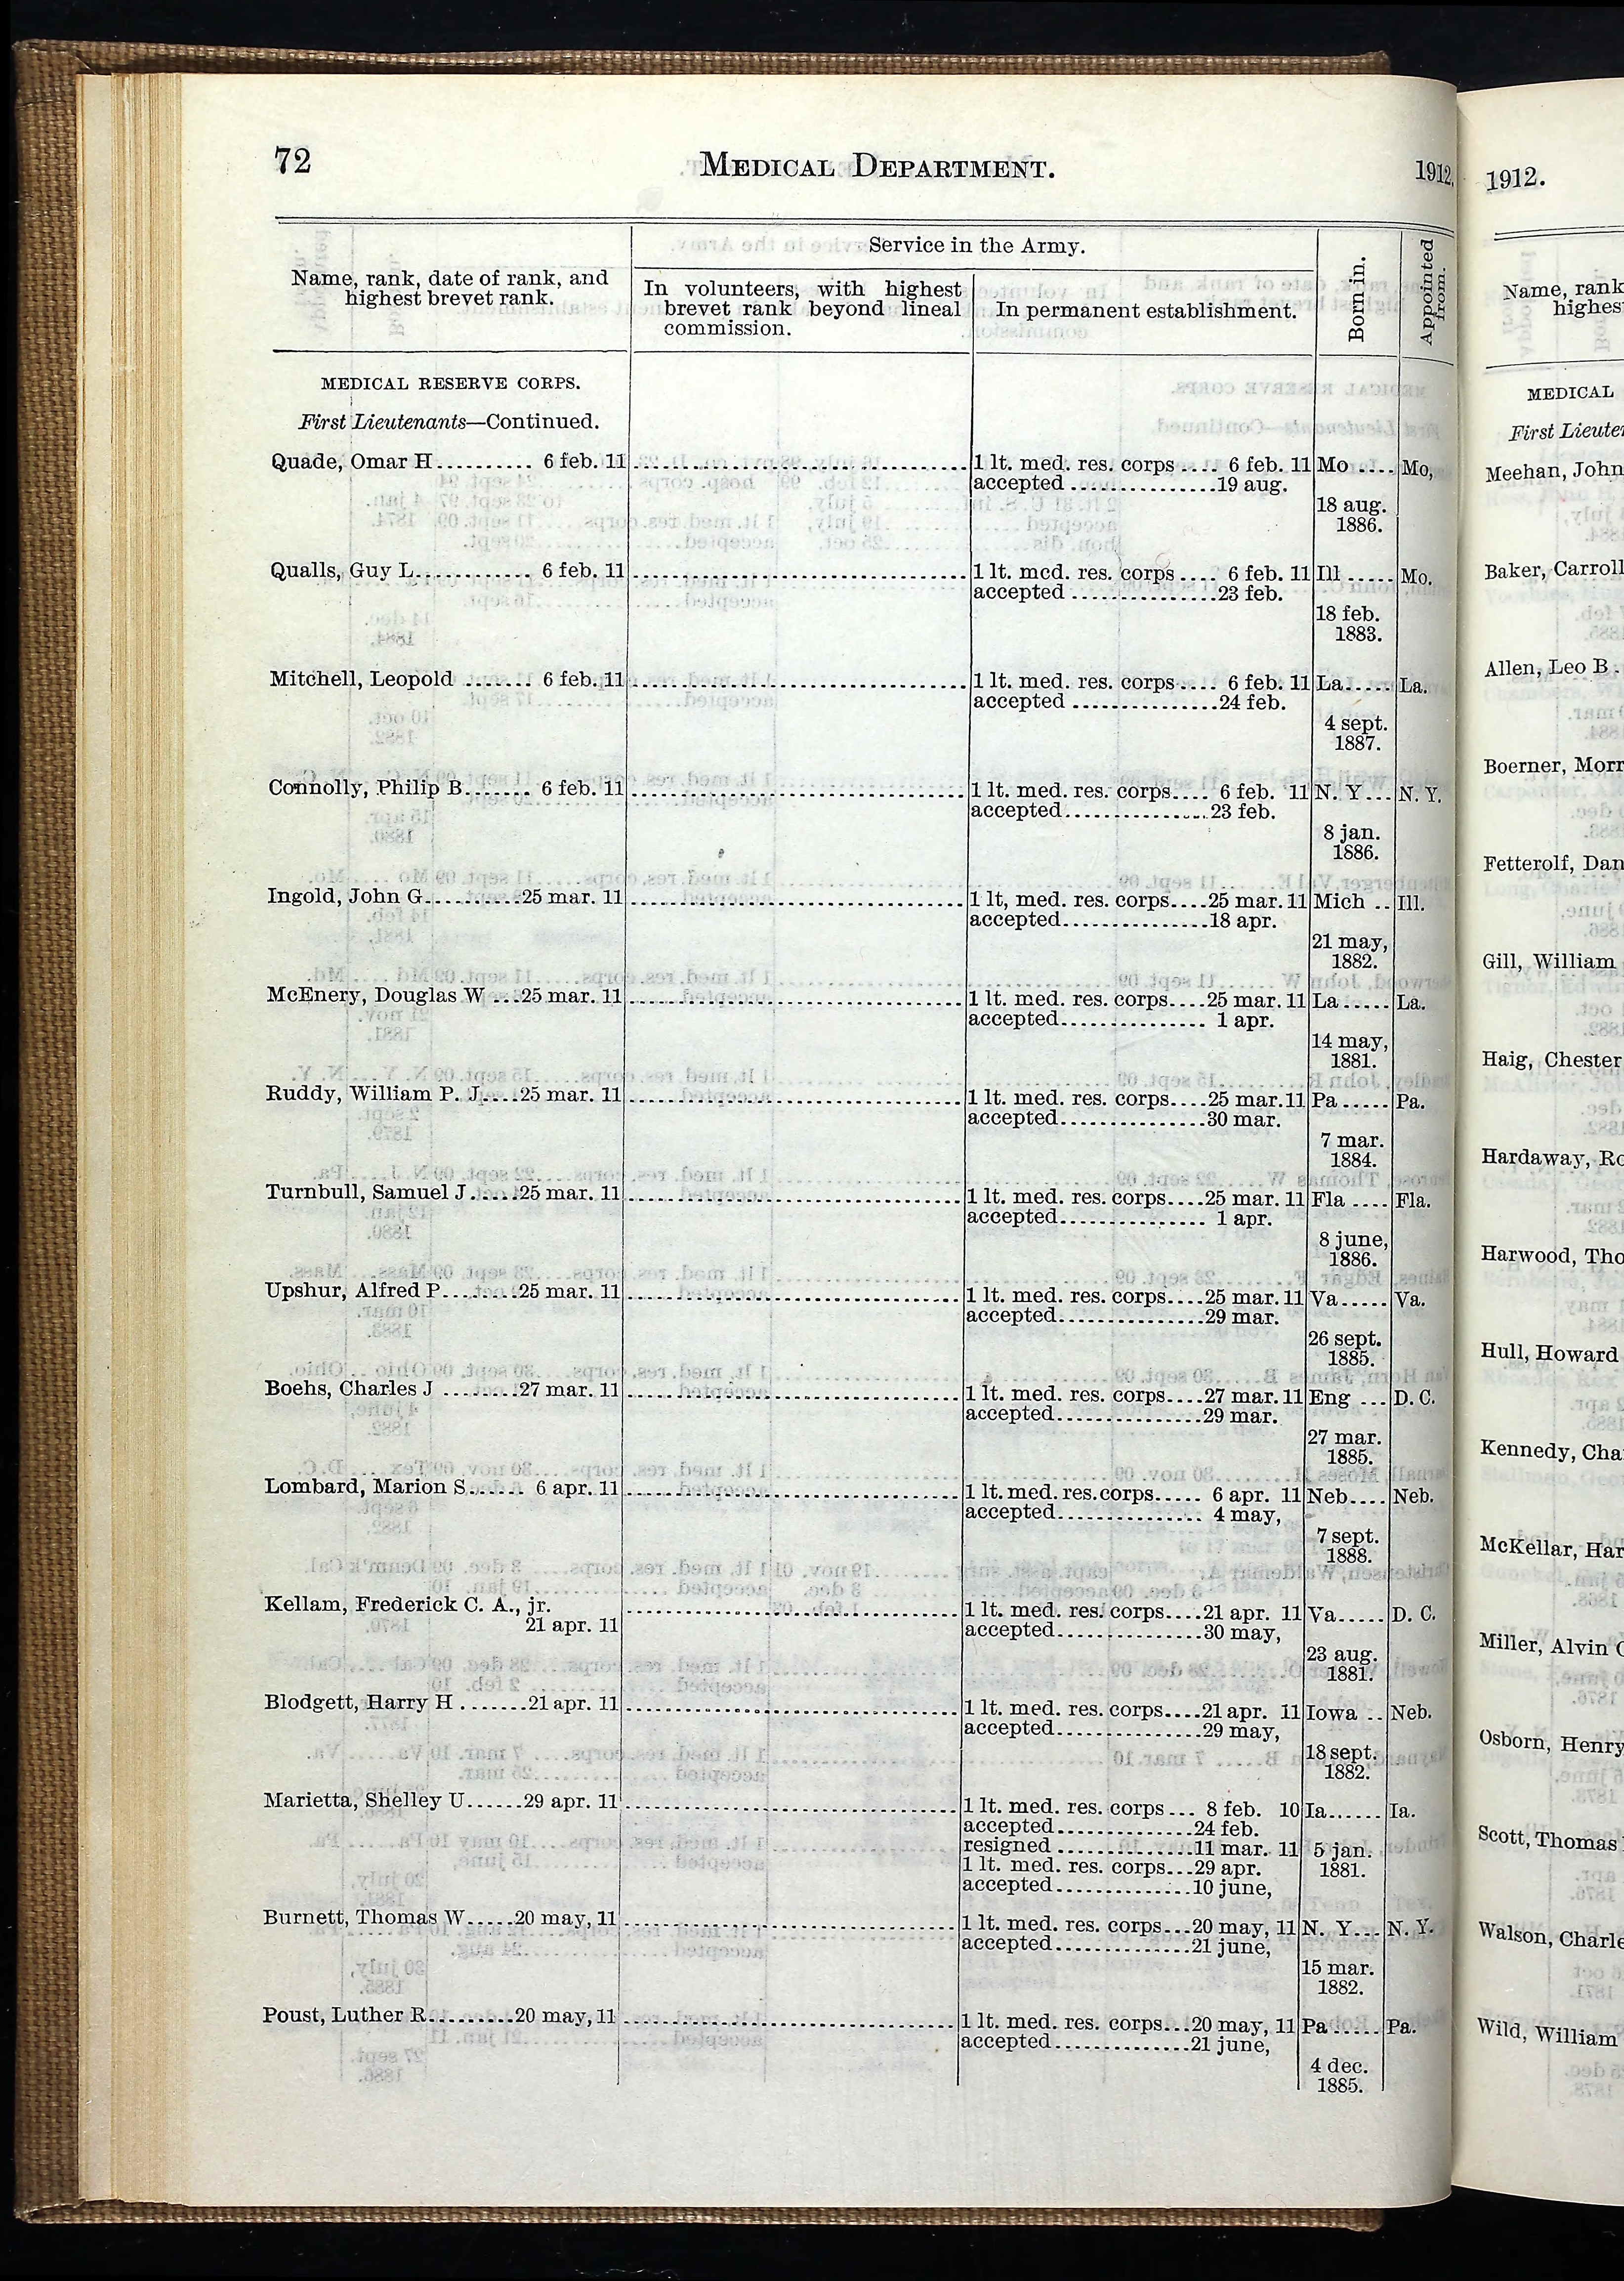 72 MEDICAL DEPARTMENT. 1912.
Name, rank, date of rank, and
highest brevet rank.
Service in the Army.
In volunteers, with highest
brevet rank beyond lineal
commission.
In permanent establishment.
Born in.
Appointed
from.
MEDICAL RESERVE CORPS.
First Lieutenants—Continued.
Quade, Omar H.......... 6 feb. 11 1 lt. med. res. corps .... 6 feb. 11 Mo .... Mo,
accepted ...............19 aug.
18 aug.
1886.
Qualls, Guy L............ 6 feb. 11 1 lt. med. res. corps .... 6 feb. 11 Ill ..... Mo.
accepted ...............23 feb.
18 feb.
1883.
Mitchell, Leopold ....... 6 feb. 11 1 lt. med. res. corps .... 6 feb. 11 La..... La.
accepted ...............24 feb.
4 sept.
1887.
Connolly, Philip B....... 6 feb. 11 1 lt. med. res. corps.... 6 feb. 11 N. Y... N. Y.
accepted...............23 feb.
8 jan.
1886.
Ingold, John G..........25 mar. 11 1 lt, med. res. corps....25 mar. 11 Mich .. Ill.
accepted...............18 apr.
21 may,
1882.
McEnery, Douglas W ...25 mar. 11 1 lt. med. res. corps....25 mar. 11 La..... La.
accepted............... 1 apr.
14 may,
1881.
Ruddy, William P. J....25 mar. 11 1 lt. med. res. corps....25 mar. 11 Pa ..... Pa.
accepted...............30 mar.
7 mar.
1884.
Turnbull, Samuel J.....25 mar. 11 1 lt. med. res. corps....25 mar. 11 Fla .... Fla.
accepted............... 1 apr.
8 june,
1886.
Upshur, Alfred P........25 mar. 11 1 lt. med. res. corps....25 mar. 11 Va..... Va.
accepted...............29 mar.
26 sept.
1885.
Boehs, Charles J ........27 mar. 11 1 lt. med. res. corps....27 mar. 11 Eng ... D. C.
accepted...............29 mar.
27 mar.
1885.
Lombard, Marion S...... 6 apr. 11 1 lt. med. res. corps..... 6 apr. 11 Neb.... Neb.
accepted............... 4 may,
7 sept.
1888.
Kellam, Frederick C. A., jr. 1 lt. med. res. corps....21 apr. 11 Va..... D. C.
21 apr. 11 accepted...............30 may,
23 aug.
1881.
Blodgett, Harry H .......21 apr. 11 1 lt. med. res. corps....21 apr. 11 Iowa .. Neb.
accepted...............29 may,
18 sept.
1882.
Marietta, Shelley U......29 apr. 11 1 lt. med. res. corps ... 8 feb. 10 Ia...... Ia.
accepted..............24 feb.
resigned ..............11 mar. 11 5 jan.
1 lt. med. res. corps...29 apr. 1881.
accepted..............10 june,
Burnett, Thomas W.....20 may, 11 1 lt. med. res. corps...20 may, 11 N. Y... N. Y.
accepted..............21 june,
15 mar.
1882.
Poust, Luther R.........20 may, 11 1 lt. med. res. corps...20 may, 11 Pa ..... Pa.
accepted..............21 june,
4 dec.
1885.
1912.
Name, rank
highes
MEDICAL
First Lieute
Meehan, John
Baker, Carroll
Allen, Leo B.
Boerner, Morr
Fetterolf, Dan
Gill, William
Haig, Chester
Hardaway, Ro
Harwood, Tho
Hull, Howard
Kennedy, Cha
McKellar, Har
Miller, Alvin C
Osborn, Henry
Scott, Thomas
Walson, Charle
Wild, William